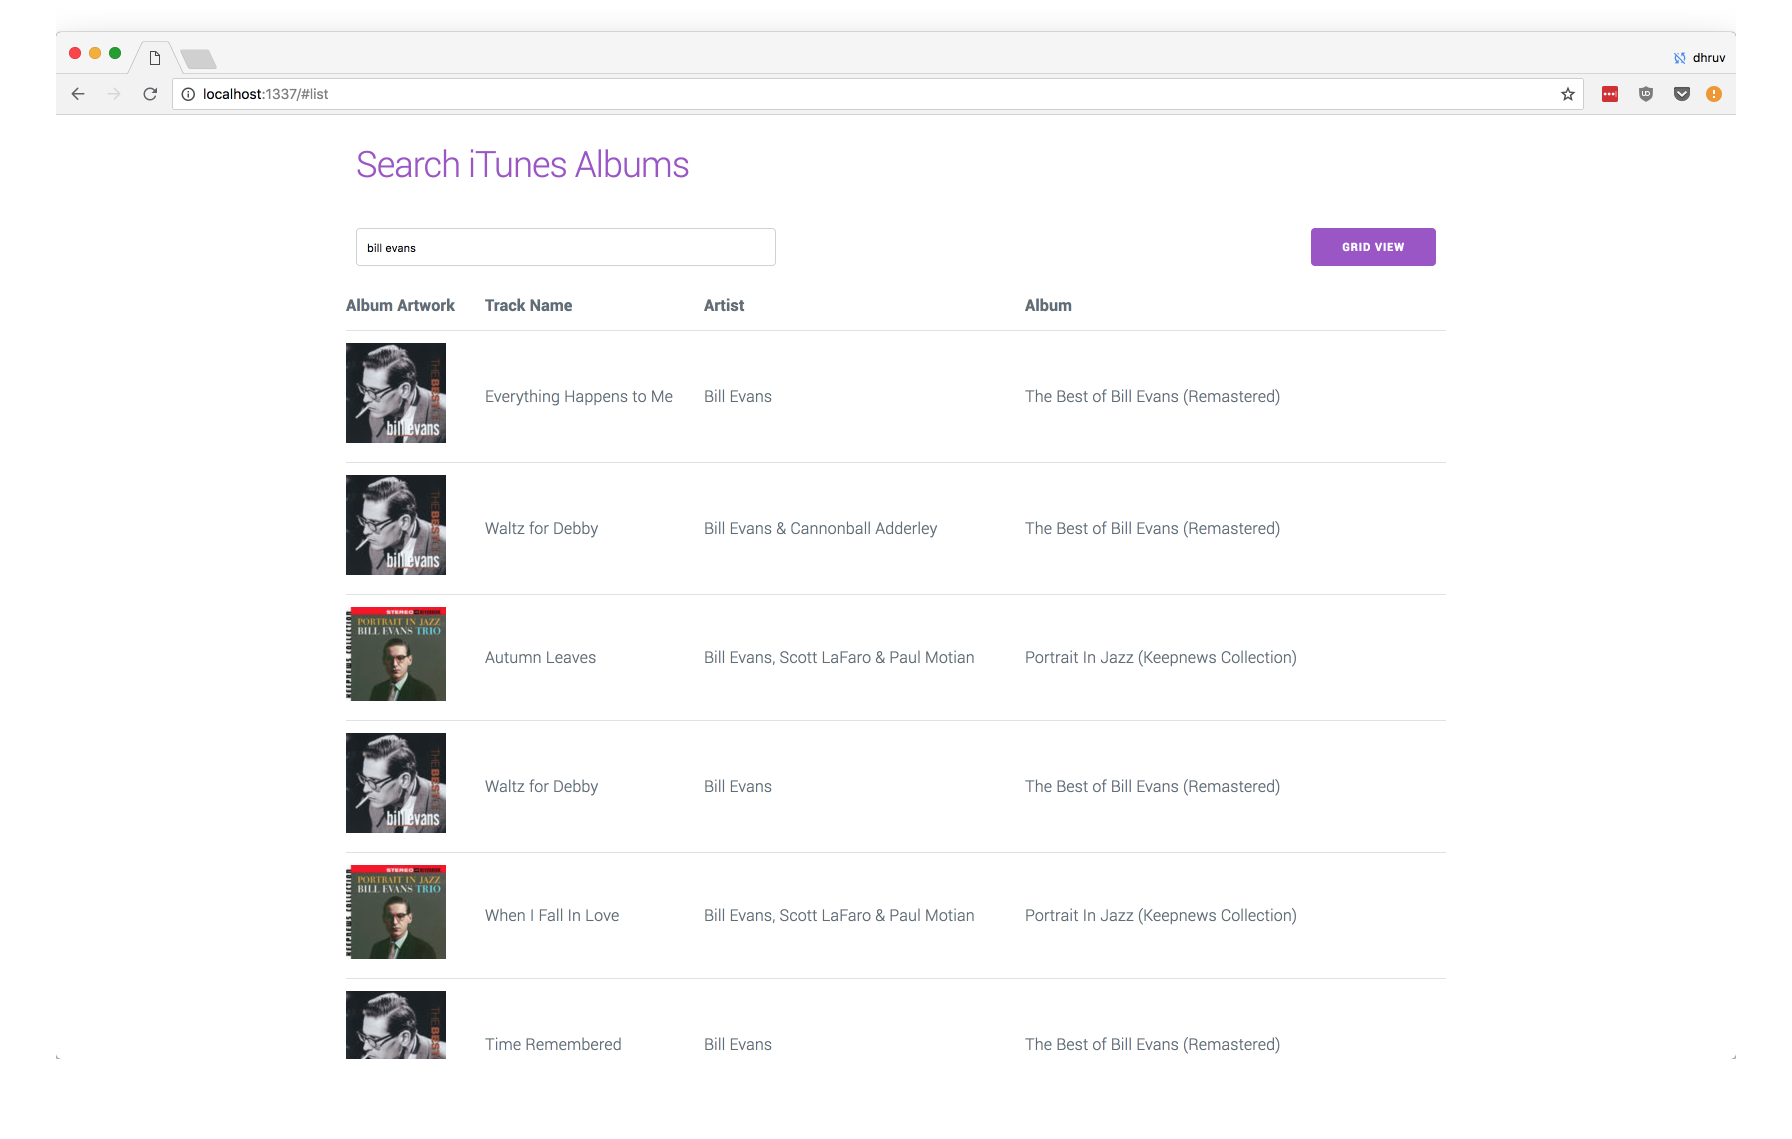 dhruv
localhost:1337/#list
Search iTunes Albums
bill evans
GRID VIEW
Album Artwork Track Name Artist Album
THE BEST
bill evans
Everything Happens to Me Bill Evans The Best of Bill Evans (Remastered)
THE BEST
bill evans
Waltz for Debby Bill Evans & Cannonball Adderley The Best of Bill Evans (Remastered)
STEREO
PORTRAIT IN JAZZ
BILL EVANS TRIO
KEEPNEWS COLLECTION
Autumn Leaves Bill Evans, Scott LaFaro & Paul Motian Portrait In Jazz (Keepnews Collection)
THE BEST
bill evans
Waltz for Debby Bill Evans The Best of Bill Evans (Remastered)
STEREO
PORTRAIT IN JAZZ
BILL EVANS TRIO
KEEPNEWS COLLECTION
When I Fall In Love Bill Evans, Scott LaFaro & Paul Motian Portrait In Jazz (Keepnews Collection)
THE BEST
Time Remembered Bill Evans The Best of Bill Evans (Remastered)